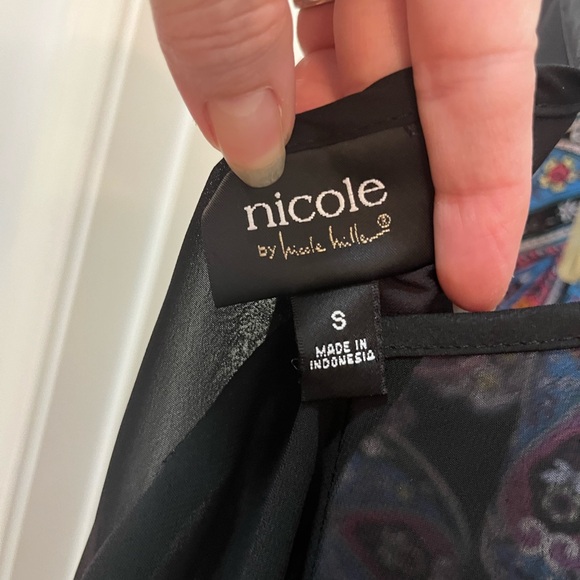 nicole
by nicole miller®
S
MADE IN
INDONESIA